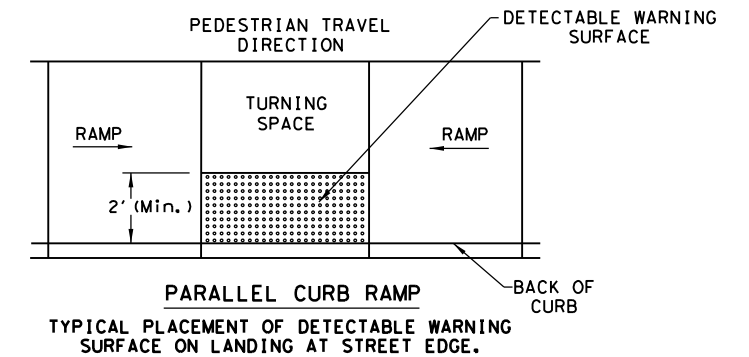 PEDESTRIAN TRAVEL
DIRECTION
DETECTABLE WARNING
SURFACE
TURNING
SPACE
RAMP
RAMP
2' (Min.)
BACK OF
CURB
PARALLEL CURB RAMP
TYPICAL PLACEMENT OF DETECTABLE WARNING
SURFACE ON LANDING AT STREET EDGE.